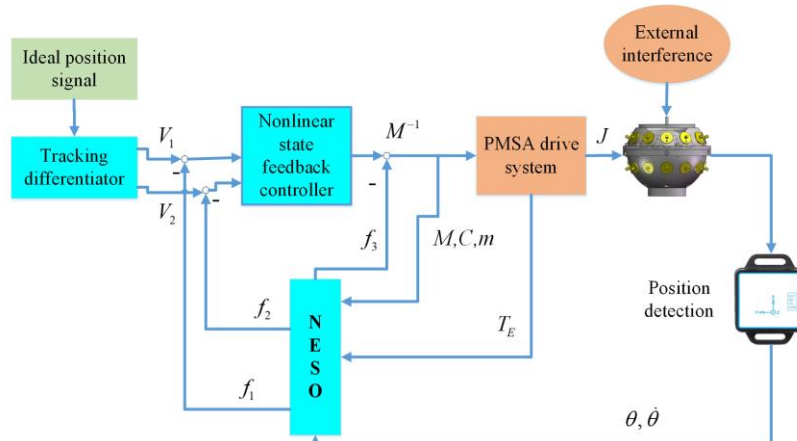 Ideal position
signal
External
interference
V₁
Nonlinear
state
feedback
controller
M⁻¹
PMSA drive
system
J
Tracking
differentiator
-
-
-
V₂
f₃
M,C,m
Position
detection
f₂
N
E
S
O
T_E
f₁
θ, θ̇